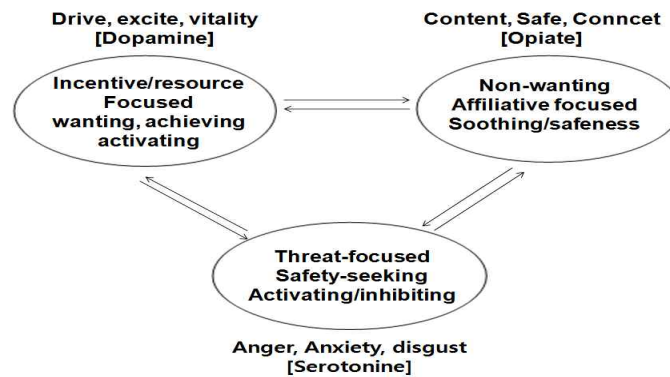 Drive, excite, vitality
[Dopamine]
Incentive/resource
Focused
wanting, achieving
activating
Content, Safe, Conncet
[Opiate]
Non-wanting
Affiliative focused
Soothing/safeness
Threat-focused
Safety-seeking
Activating/inhibiting
Anger, Anxiety, disgust
[Serotonine]